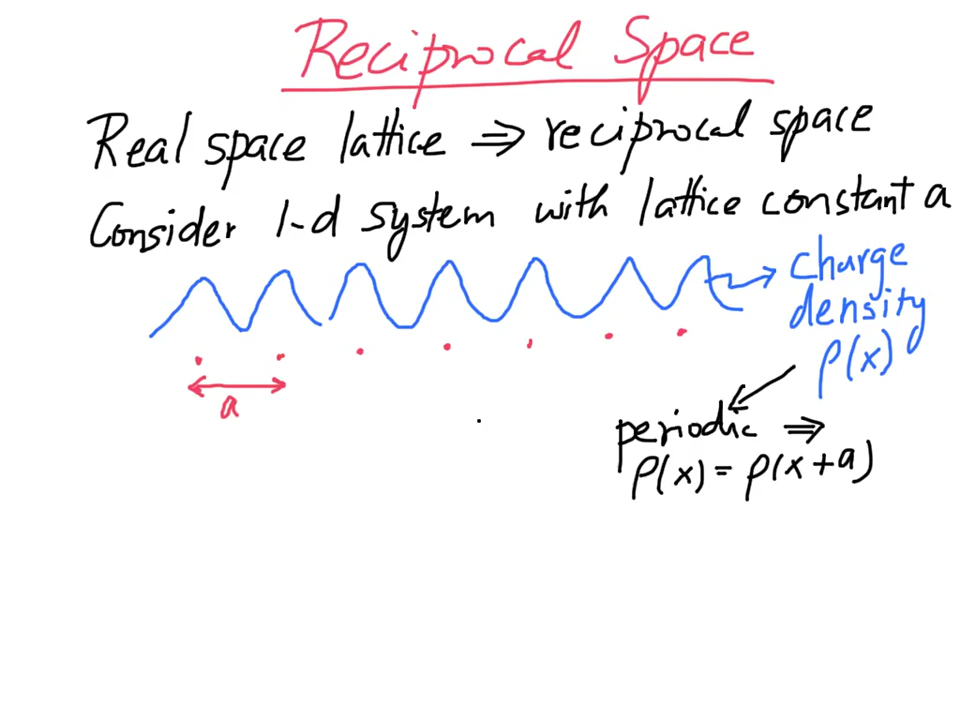 Reciprocal Space
Real space lattice ⇒ reciprocal space
Consider 1-d system with lattice constant a
charge
density
ρ(x)
a
periodic ⇒
ρ(x) = ρ(x+a)